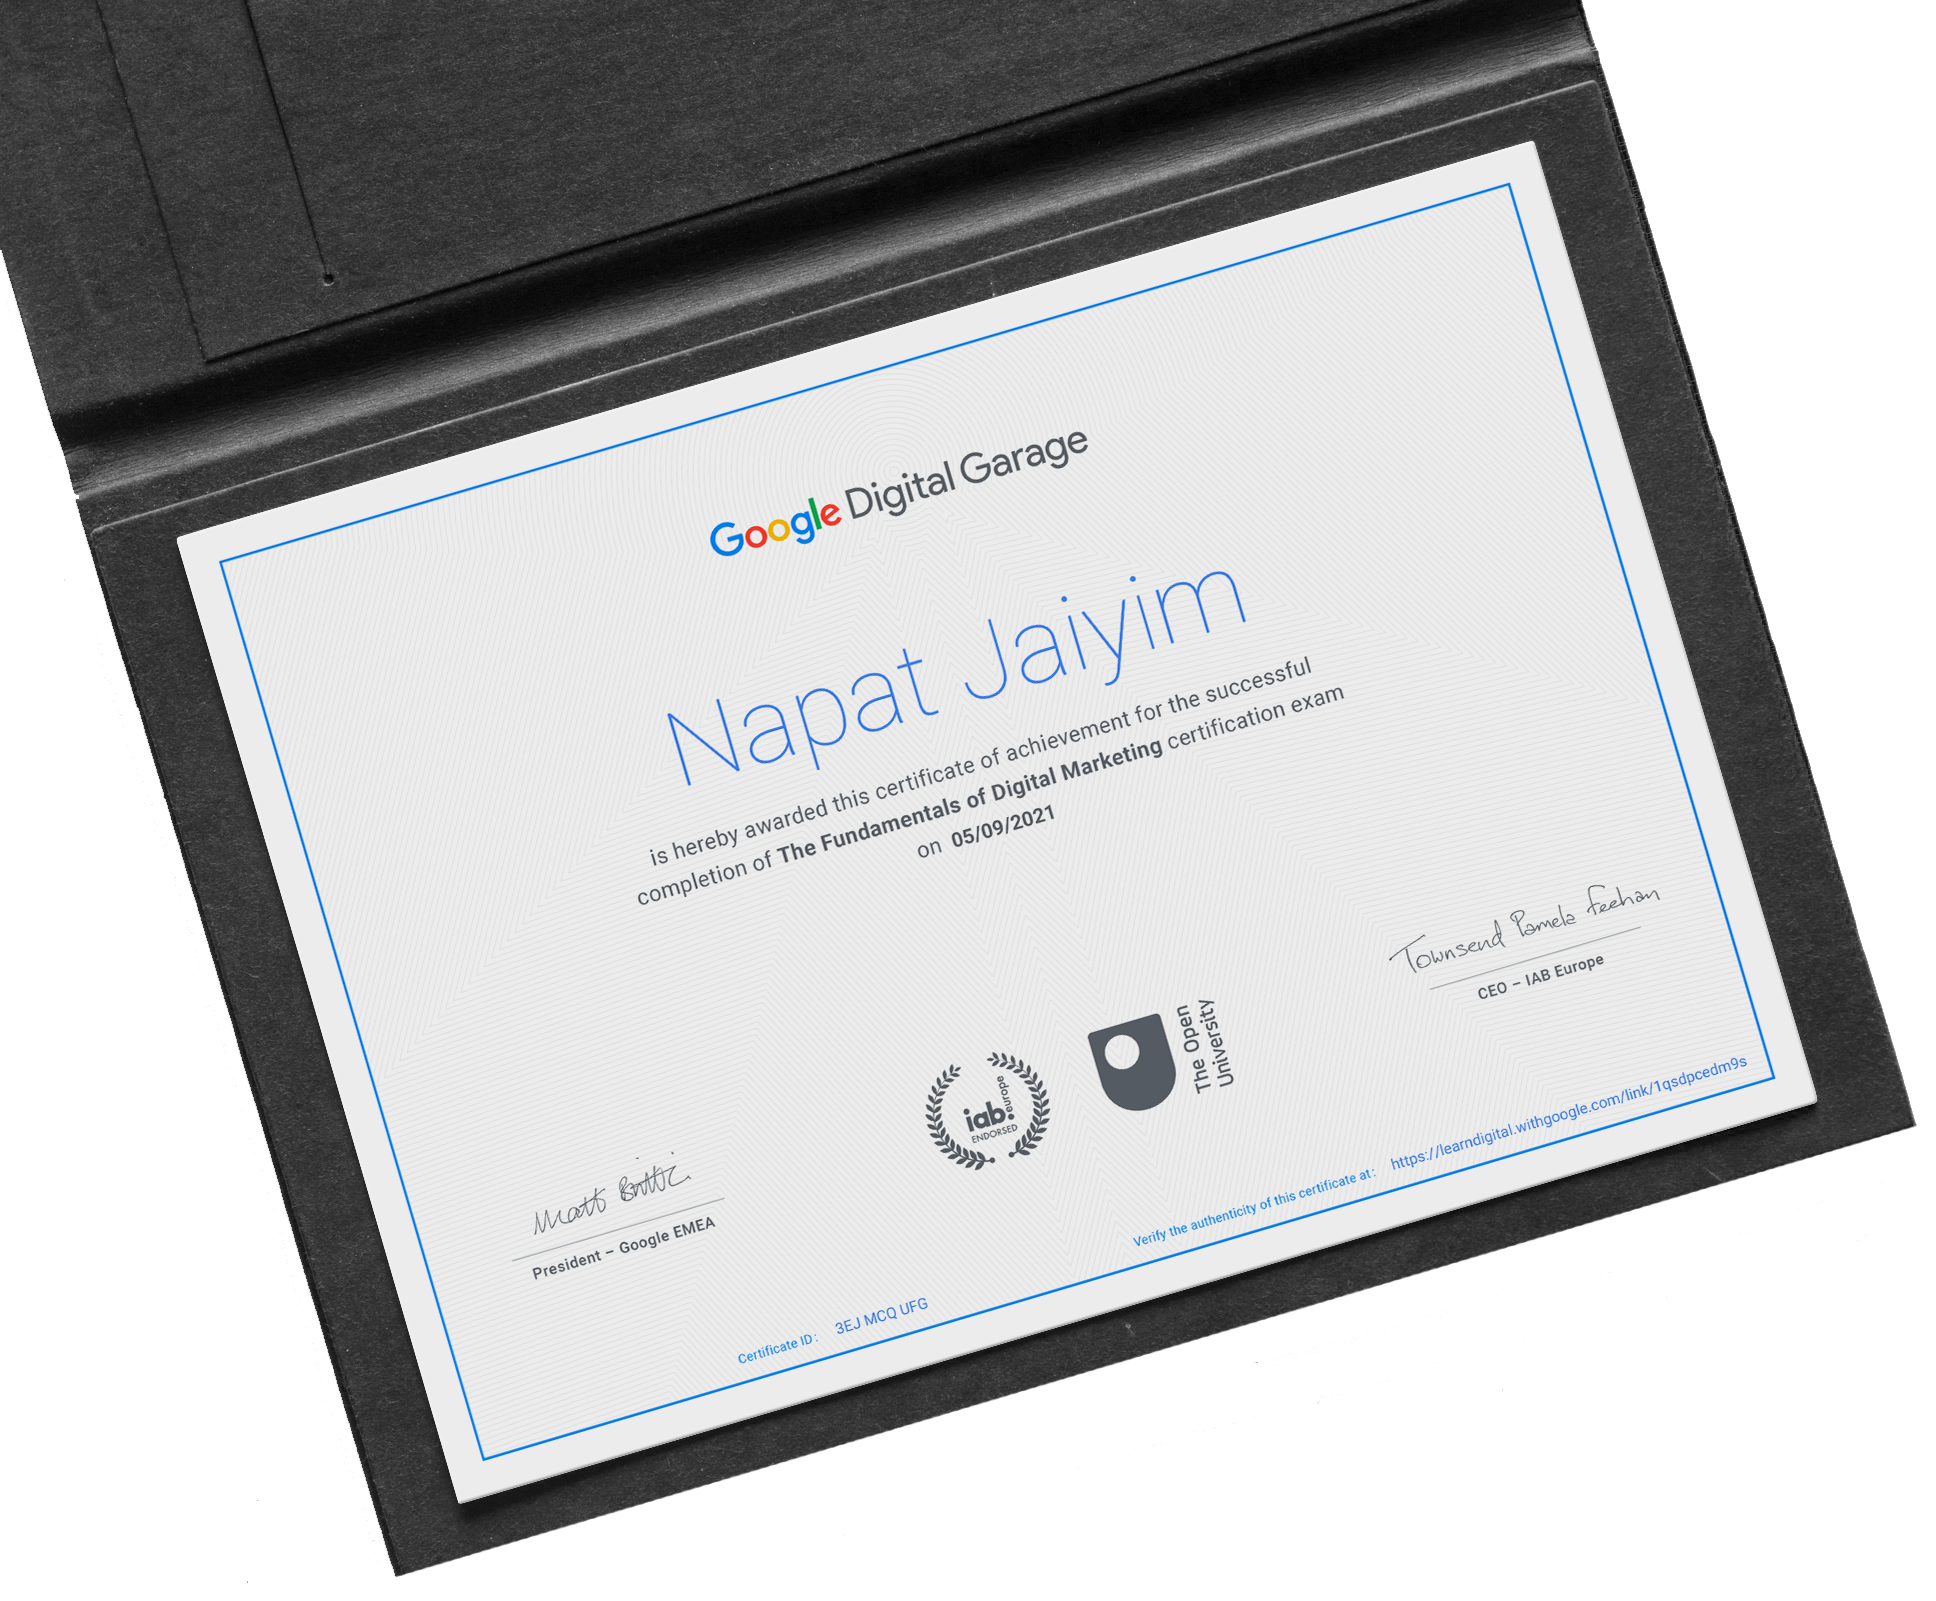 Google Digital Garage
Napat Jaiyim
is hereby awarded this certificate of achievement for the successful
completion of The Fundamentals of Digital Marketing certification exam
on 05/09/2021
Matt Brittin
President – Google EMEA
iab europe
ENDORSED
The Open
University
Townsend Pamela Feehan
CEO – IAB Europe
Certificate ID: 3EJ MCQ UFG
Verify the authenticity of this certificate at: https://learndigital.withgoogle.com/link/1qsdpcedm9s